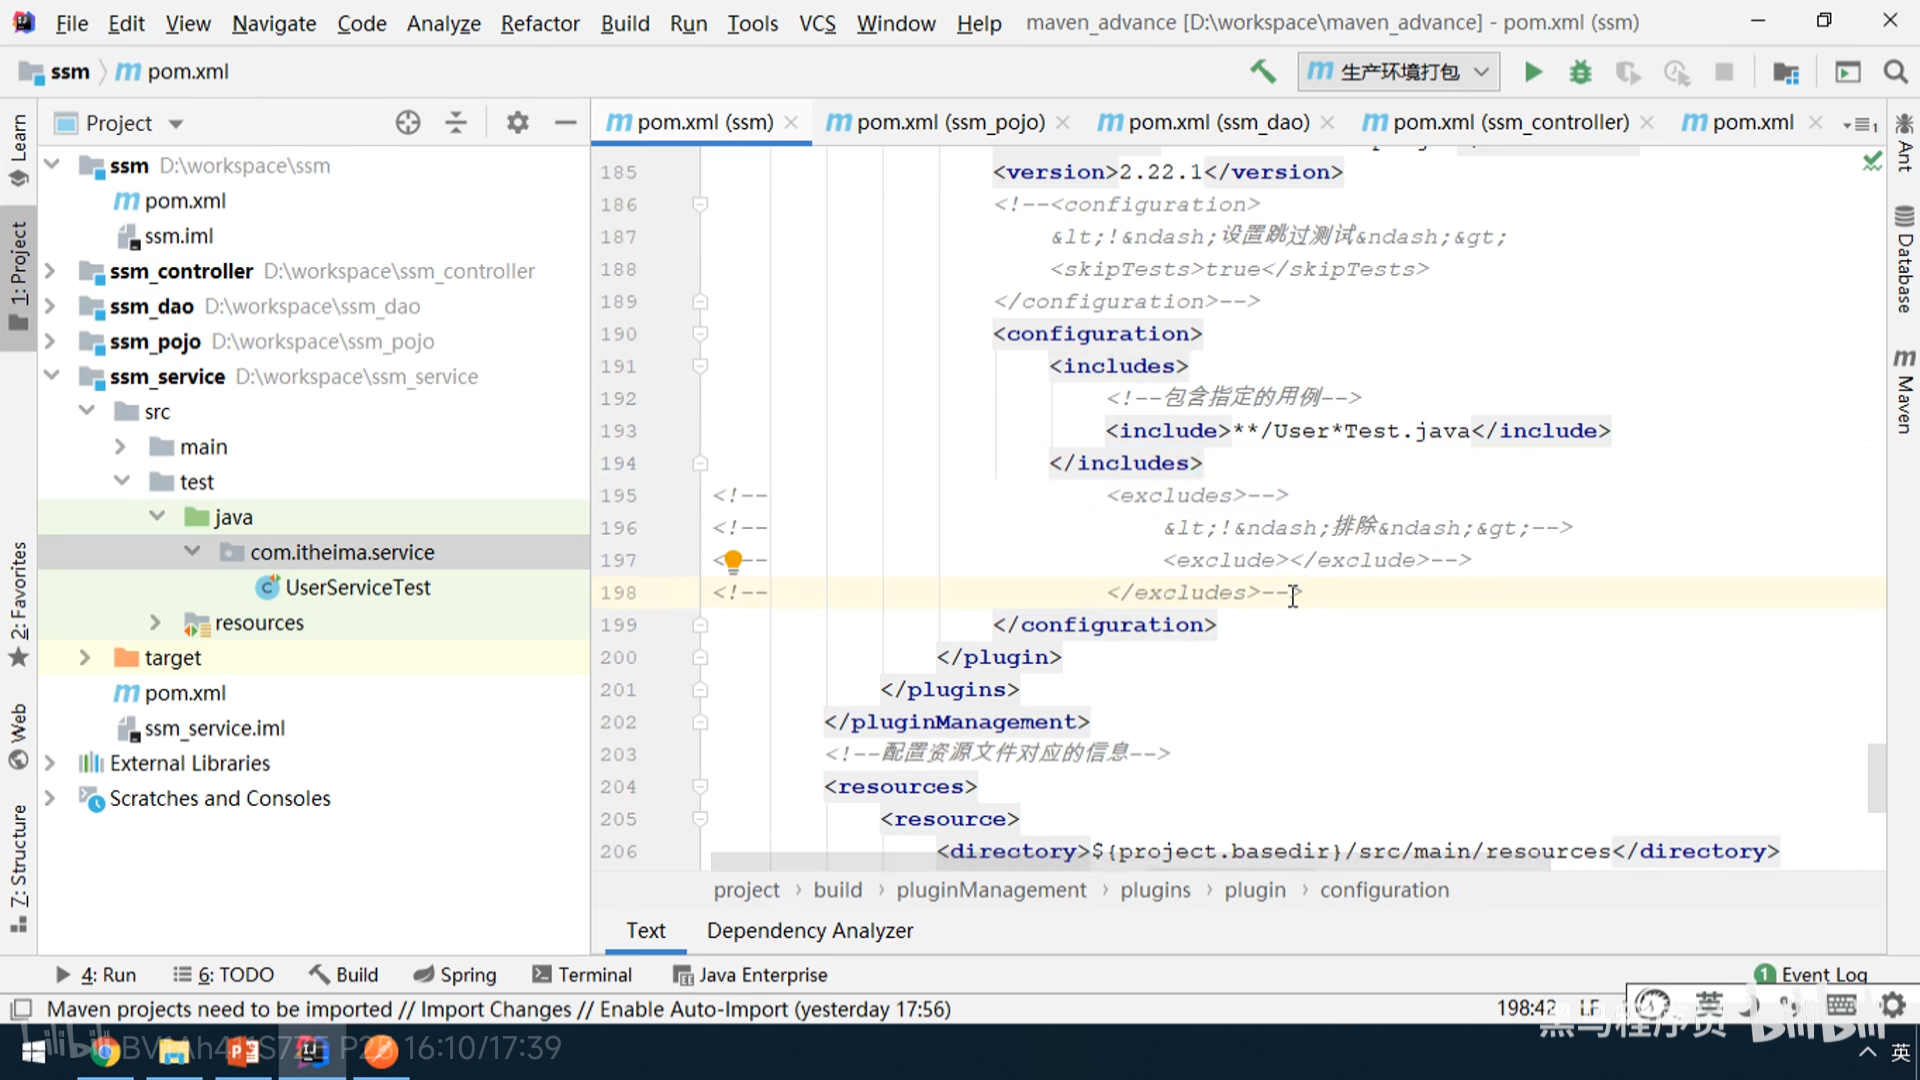 File Edit View Navigate Code Analyze Refactor Build Run Tools VCS Window Help maven_advance [D:\workspace\maven_advance] - pom.xml (ssm)
ssm pom.xml 生产环境打包
Learn
1: Project
2: Favorites
Web
Z: Structure
Project
ssm D:\workspace\ssm
pom.xml
ssm.iml
ssm_controller D:\workspace\ssm_controller
ssm_dao D:\workspace\ssm_dao
ssm_pojo D:\workspace\ssm_pojo
ssm_service D:\workspace\ssm_service
src
main
test
java
com.itheima.service
UserServiceTest
resources
target
pom.xml
ssm_service.iml
External Libraries
Scratches and Consoles
pom.xml (ssm) pom.xml (ssm_pojo) pom.xml (ssm_dao) pom.xml (ssm_controller) pom.xml
185 <version>2.22.1</version>
186 <!--<configuration>
187 &lt;!&ndash;设置跳过测试&ndash;&gt;
188 <skipTests>true</skipTests>
189 </configuration>-->
190 <configuration>
191 <includes>
192 <!--包含指定的用例-->
193 <include>**/User*Test.java</include>
194 </includes>
195 <!-- <excludes>-->
196 <!-- &lt;!&ndash;排除&ndash;&gt;-->
197 <!-- <exclude></exclude>-->
198 <!-- </excludes>-->
199 </configuration>
200 </plugin>
201 </plugins>
202 </pluginManagement>
203 <!--配置资源文件对应的信息-->
204 <resources>
205 <resource>
206 <directory>${project.basedir}/src/main/resources</directory>
project › build › pluginManagement › plugins › plugin › configuration
Text Dependency Analyzer
Ant
Database
Maven
4: Run 6: TODO Build Spring Terminal Java Enterprise 1 Event Log
Maven projects need to be imported // Import Changes // Enable Auto-Import (yesterday 17:56) 198:42 LF 英
黑马程序员 bilibili
P28 16:10/17:39
英